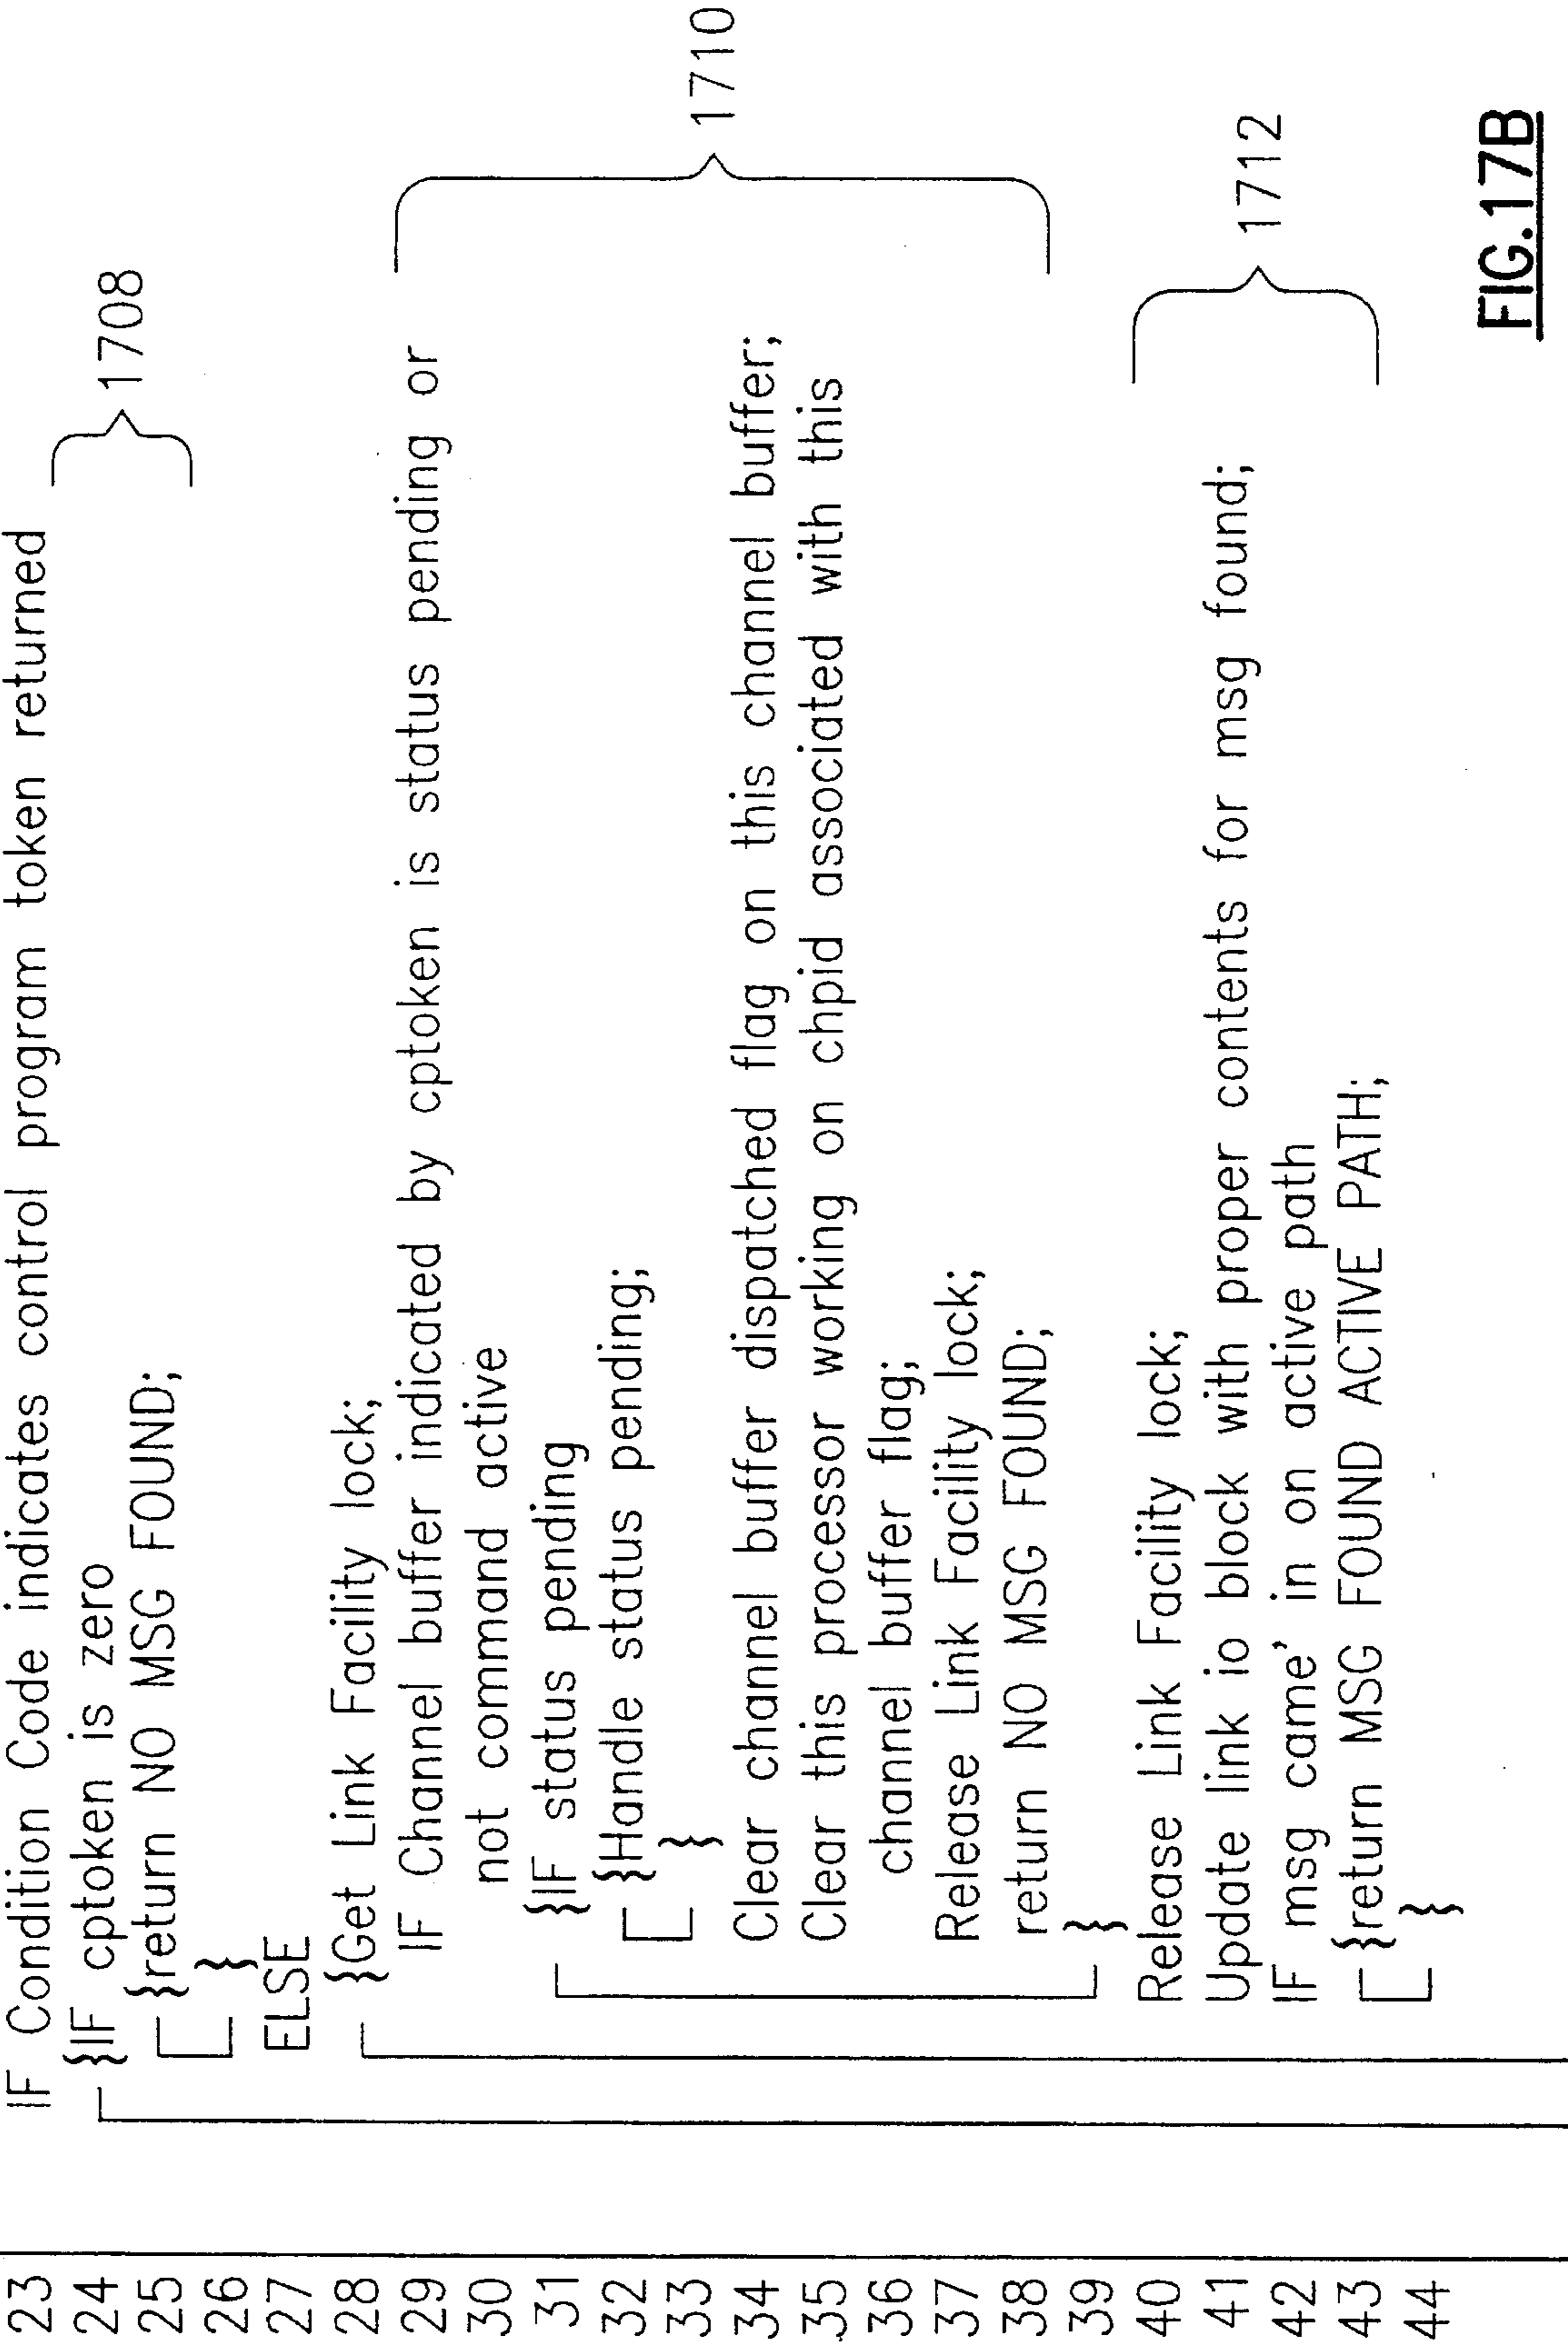 23 IF Condition Code indicates control program token returned
24 {IF cptoken is zero
25 {return NO MSG FOUND;
26 }
27 ELSE
28 {Get Link Facility lock;
29 IF Channel buffer indicated by cptoken is status pending or
30 not command active
31 {IF status pending
32 {Handle status pending;
33 }
34 Clear channel buffer dispatched flag on this channel buffer;
35 Clear this processor working on chpid associated with this
36 channel buffer flag;
37 Release Link Facility lock;
38 return NO MSG FOUND;
39 }
40 Release Link Facility lock;
41 Update link io block with proper contents for msg found;
42 IF msg came' in on active path
43 {return MSG FOUND ACTIVE PATH;
44 }
1708
1710
1712
FIG.17B